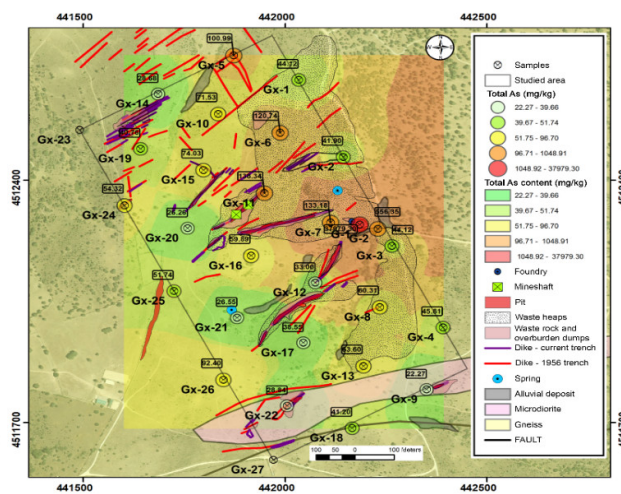 441500 442000 442500
100.99
Gx-5
44.12
Gx-1
Gx-14
71.53
Gx-10
Gx-23
120.74
Gx-6
Gx-19
41.90
Gx-2
74.03
Gx-15
4512400
54.32
Gx-24
Gx-11
133.18
Gx-7
Gx-2
44.12
Gx-3
Gx-20
59.89
Gx-16
51.74
Gx-25
33.08
Gx-12
26.55
Gx-21
60.31
Gx-8
45.61
Gx-4
Gx-17
Gx-13
92.40
Gx-26
22.27
Gx-9
Gx-22
41.20
Gx-18
4511700
Gx-27
100 50 0 100 Meters
441500 442000 442500
Samples
Studied area
Total As (mg/kg)
22.27 - 39.66
39.67 - 51.74
51.75 - 96.70
96.71 - 1048.91
1048.92 - 37979.30
Total As content (mg/kg)
22.27 - 39.66
39.67 - 51.74
51.75 - 96.70
96.71 - 1048.91
1048.92 - 37979.30
Foundry
Mineshaft
Pit
Waste heaps
Waste rock and
overburden dumps
Dike - current trench
Dike - 1956 trench
Spring
Alluvial deposit
Microdiorite
Gneiss
FAULT